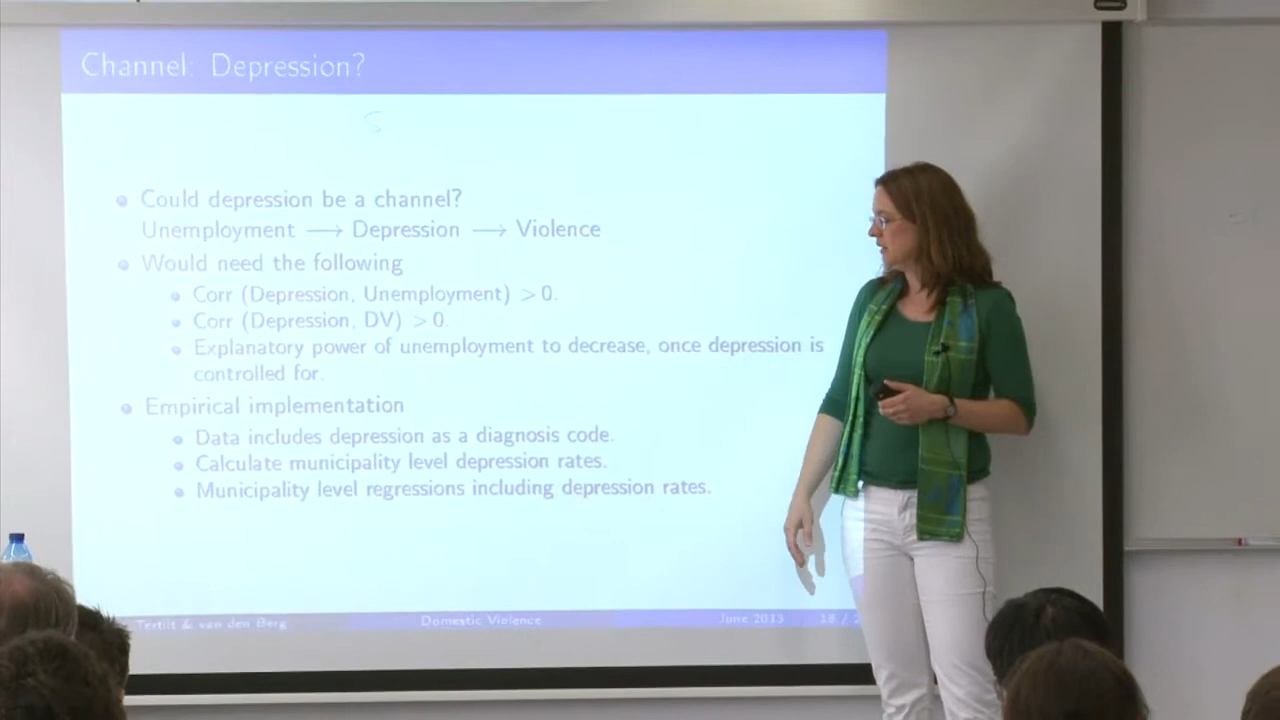 Channel: Depression?
Could depression be a channel?
Unemployment → Depression → Violence
Would need the following
Corr (Depression, Unemployment) > 0.
Corr (Depression, DV) > 0.
Explanatory power of unemployment to decrease, once depression is
controlled for.
Empirical implementation
Data includes depression as a diagnosis code.
Calculate municipality level depression rates.
Municipality level regressions including depression rates.
Tertilt & van den Berg Domestic Violence June 2013 18 /